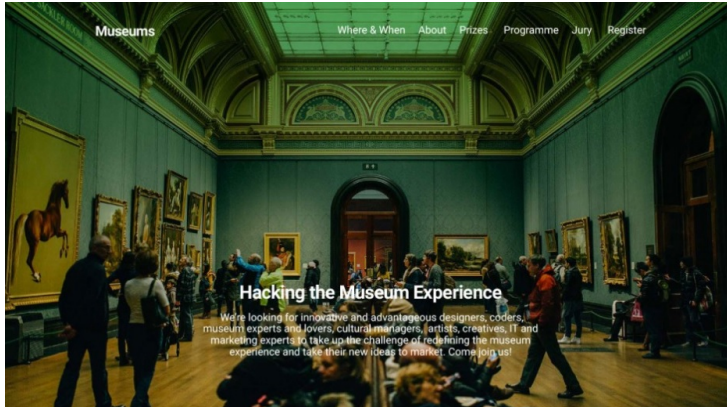 SACKLER ROOM
Museums
Where & When About Prizes Programme Jury Register
Hacking the Museum Experience
We're looking for innovative and advantageous designers, coders,
museum experts and lovers, cultural managers, artists, creatives, IT and
marketing experts to take up the challenge of redefining the museum
experience and take their new ideas to market. Come join us!